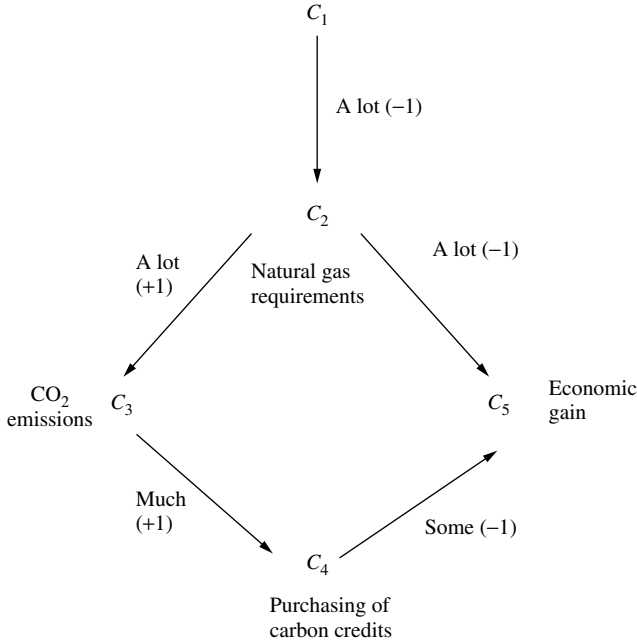 C1
A lot (−1)
C2
A lot
(+1)
Natural gas
requirements
A lot (−1)
CO2
emissions
C3
C5
Economic
gain
Much
(+1)
Some (−1)
C4
Purchasing of
carbon credits